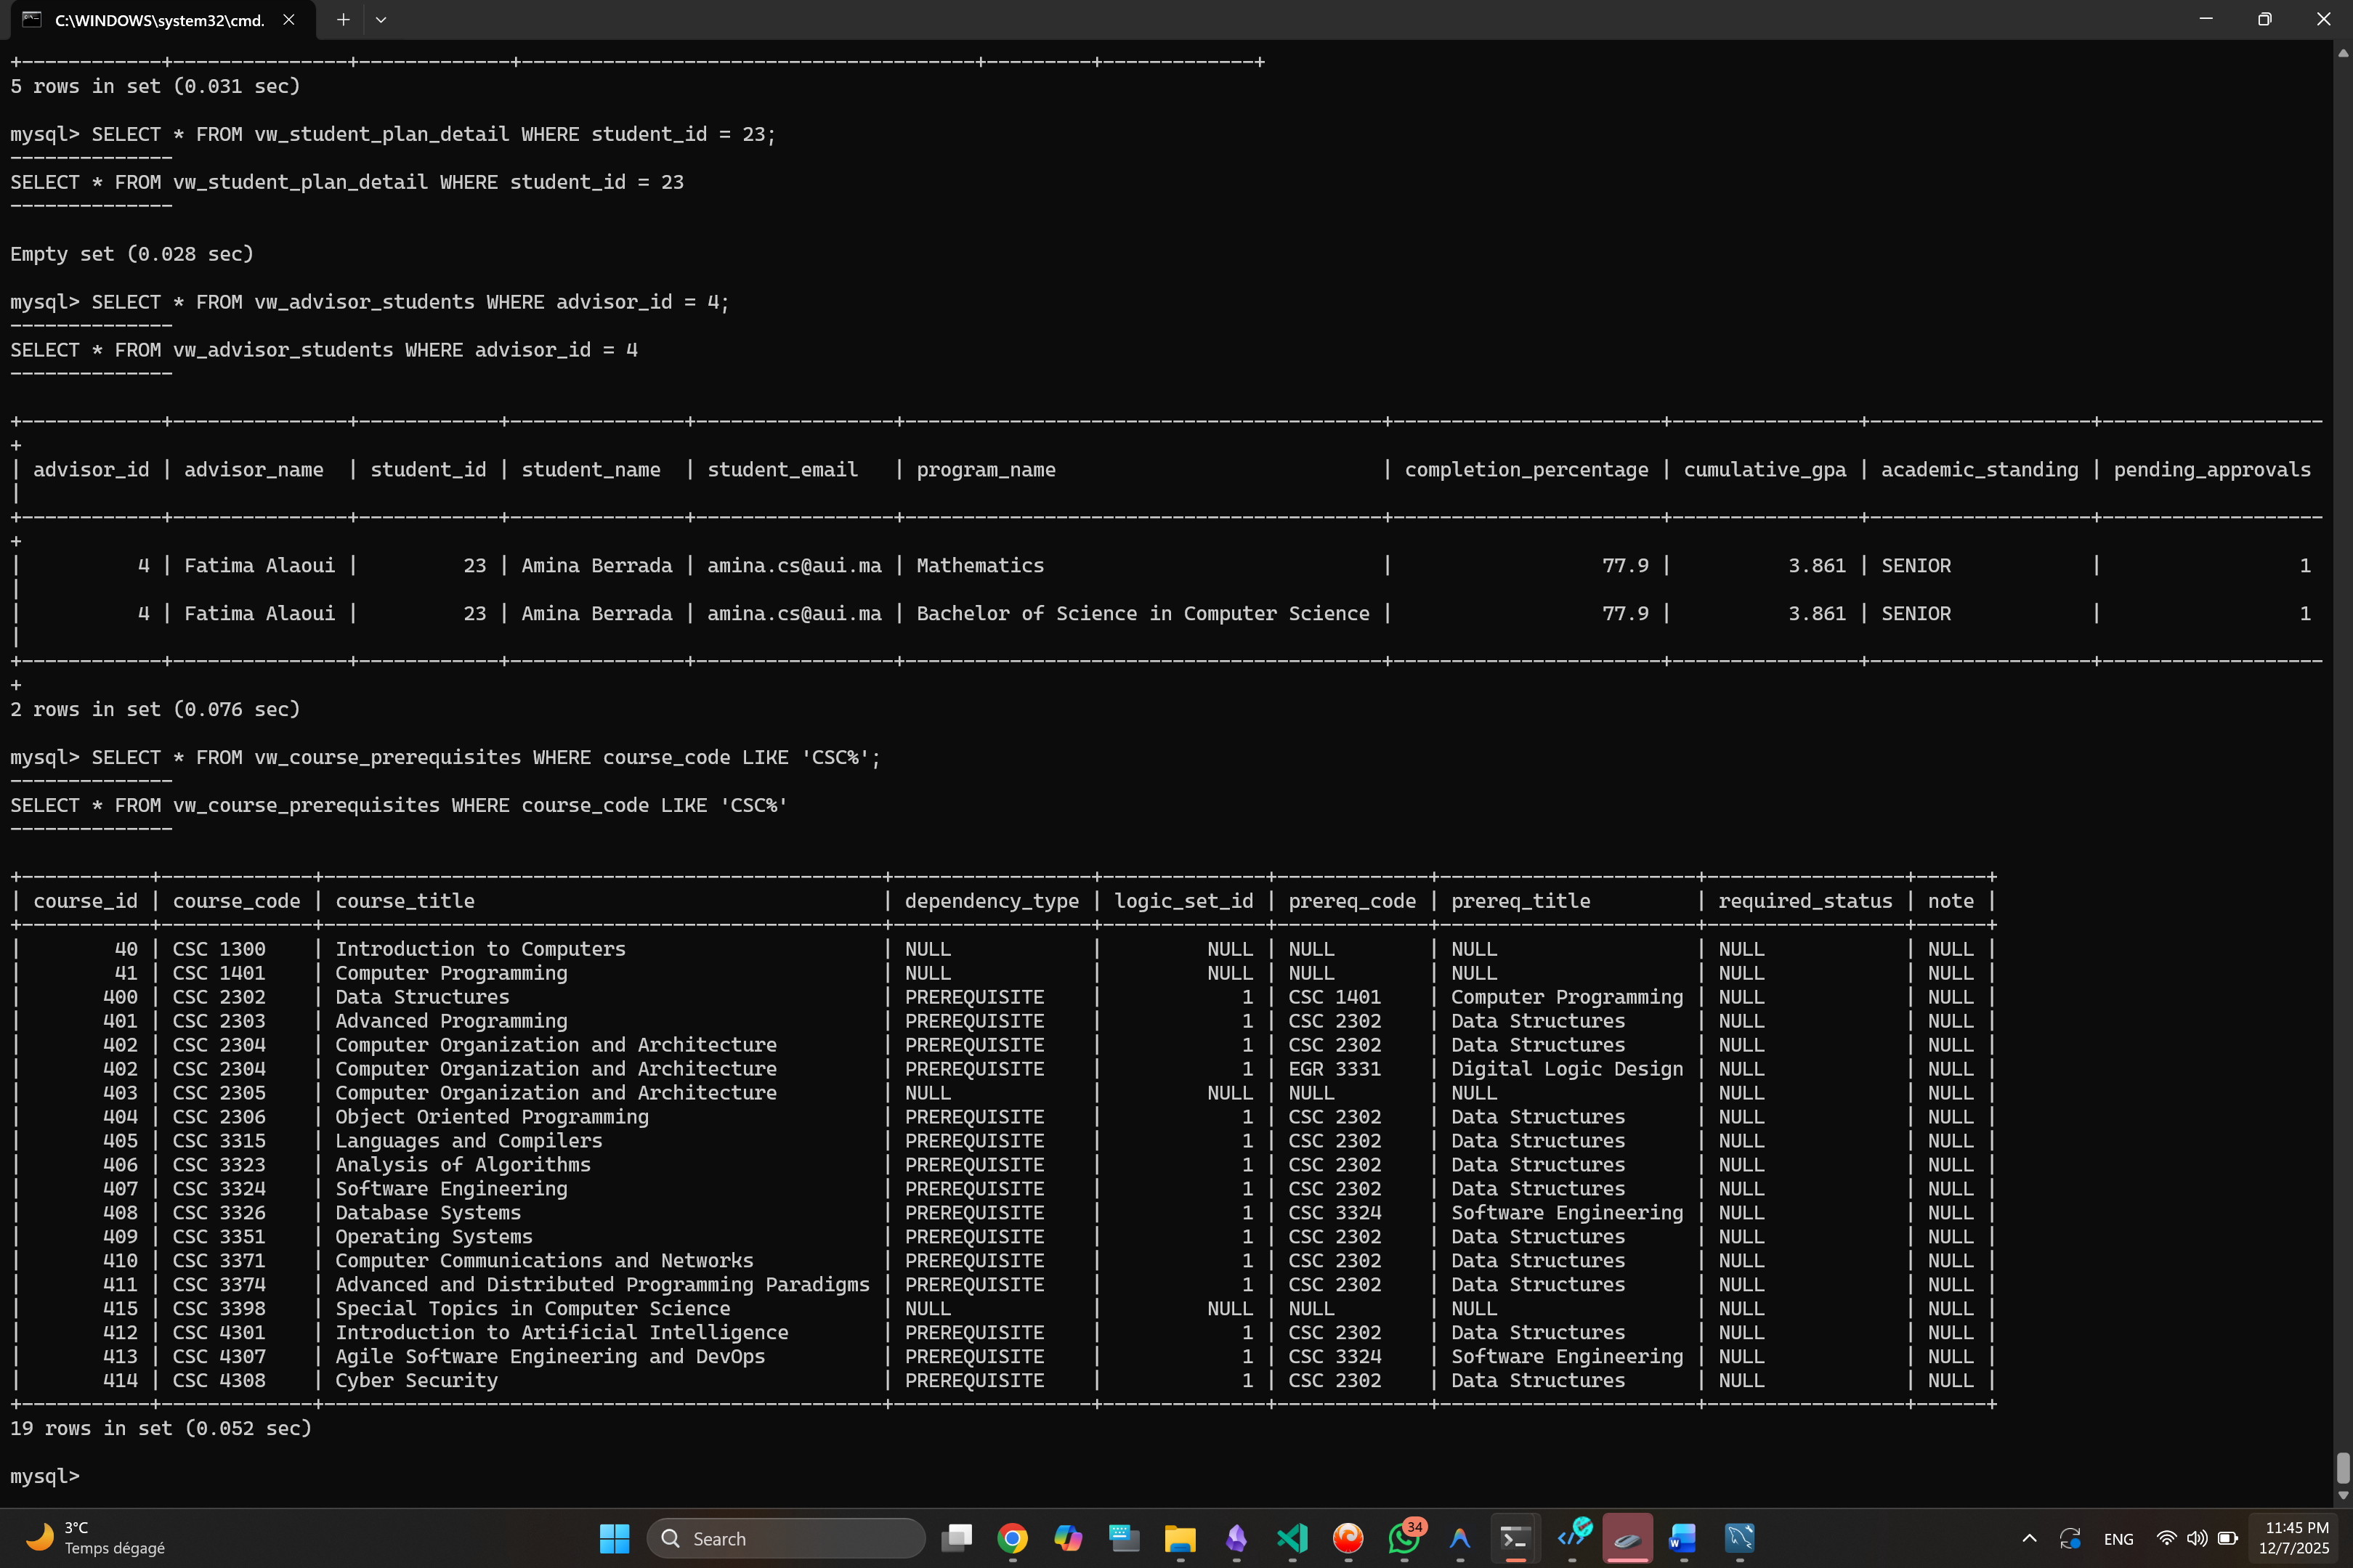 C:\WINDOWS\system32\cmd.
+------------+---------------+-------------+---------------------------------------+---------+-------------+
5 rows in set (0.031 sec)
mysql> SELECT * FROM vw_student_plan_detail WHERE student_id = 23;
--------------
SELECT * FROM vw_student_plan_detail WHERE student_id = 23
--------------
Empty set (0.028 sec)
mysql> SELECT * FROM vw_advisor_students WHERE advisor_id = 4;
--------------
SELECT * FROM vw_advisor_students WHERE advisor_id = 4
--------------
+------------+---------------+------------+---------------+-----------------+-----------------------------------------+-----------------------+----------------+-------------------+-------------------
+
| advisor_id | advisor_name  | student_id | student_name  | student_email   | program_name                            | completion_percentage | cumulative_gpa | academic_standing | pending_approvals
|
+------------+---------------+------------+---------------+-----------------+-----------------------------------------+-----------------------+----------------+-------------------+-------------------
+
|          4 | Fatima Alaoui |         23 | Amina Berrada | amina.cs@aui.ma | Mathematics                             |                  77.9 |          3.861 | SENIOR            |                 1
|
|          4 | Fatima Alaoui |         23 | Amina Berrada | amina.cs@aui.ma | Bachelor of Science in Computer Science |                  77.9 |          3.861 | SENIOR            |                 1
|
+------------+---------------+------------+---------------+-----------------+-----------------------------------------+-----------------------+----------------+-------------------+-------------------
+
2 rows in set (0.076 sec)
mysql> SELECT * FROM vw_course_prerequisites WHERE course_code LIKE 'CSC%';
--------------
SELECT * FROM vw_course_prerequisites WHERE course_code LIKE 'CSC%'
--------------
+-----------+-------------+------------------------------------------------+-----------------+--------------+-------------+----------------------+-----------------+------+
| course_id | course_code | course_title                                   | dependency_type | logic_set_id | prereq_code | prereq_title         | required_status | note |
+-----------+-------------+------------------------------------------------+-----------------+--------------+-------------+----------------------+-----------------+------+
|        40 | CSC 1300    | Introduction to Computers                      | NULL            |         NULL | NULL        | NULL                 | NULL            | NULL |
|        41 | CSC 1401    | Computer Programming                           | NULL            |         NULL | NULL        | NULL                 | NULL            | NULL |
|       400 | CSC 2302    | Data Structures                                | PREREQUISITE    |            1 | CSC 1401    | Computer Programming | NULL            | NULL |
|       401 | CSC 2303    | Advanced Programming                           | PREREQUISITE    |            1 | CSC 2302    | Data Structures      | NULL            | NULL |
|       402 | CSC 2304    | Computer Organization and Architecture         | PREREQUISITE    |            1 | CSC 2302    | Data Structures      | NULL            | NULL |
|       402 | CSC 2304    | Computer Organization and Architecture         | PREREQUISITE    |            1 | EGR 3331    | Digital Logic Design | NULL            | NULL |
|       403 | CSC 2305    | Computer Organization and Architecture         | NULL            |         NULL | NULL        | NULL                 | NULL            | NULL |
|       404 | CSC 2306    | Object Oriented Programming                    | PREREQUISITE    |            1 | CSC 2302    | Data Structures      | NULL            | NULL |
|       405 | CSC 3315    | Languages and Compilers                        | PREREQUISITE    |            1 | CSC 2302    | Data Structures      | NULL            | NULL |
|       406 | CSC 3323    | Analysis of Algorithms                         | PREREQUISITE    |            1 | CSC 2302    | Data Structures      | NULL            | NULL |
|       407 | CSC 3324    | Software Engineering                           | PREREQUISITE    |            1 | CSC 2302    | Data Structures      | NULL            | NULL |
|       408 | CSC 3326    | Database Systems                               | PREREQUISITE    |            1 | CSC 3324    | Software Engineering | NULL            | NULL |
|       409 | CSC 3351    | Operating Systems                              | PREREQUISITE    |            1 | CSC 2302    | Data Structures      | NULL            | NULL |
|       410 | CSC 3371    | Computer Communications and Networks           | PREREQUISITE    |            1 | CSC 2302    | Data Structures      | NULL            | NULL |
|       411 | CSC 3374    | Advanced and Distributed Programming Paradigms | PREREQUISITE    |            1 | CSC 2302    | Data Structures      | NULL            | NULL |
|       415 | CSC 3398    | Special Topics in Computer Science             | NULL            |         NULL | NULL        | NULL                 | NULL            | NULL |
|       412 | CSC 4301    | Introduction to Artificial Intelligence        | PREREQUISITE    |            1 | CSC 2302    | Data Structures      | NULL            | NULL |
|       413 | CSC 4307    | Agile Software Engineering and DevOps          | PREREQUISITE    |            1 | CSC 3324    | Software Engineering | NULL            | NULL |
|       414 | CSC 4308    | Cyber Security                                 | PREREQUISITE    |            1 | CSC 2302    | Data Structures      | NULL            | NULL |
+-----------+-------------+------------------------------------------------+-----------------+--------------+-------------+----------------------+-----------------+------+
19 rows in set (0.052 sec)
mysql>
3°C
Temps dégagé
Search
34
ENG
11:45 PM
12/7/2025